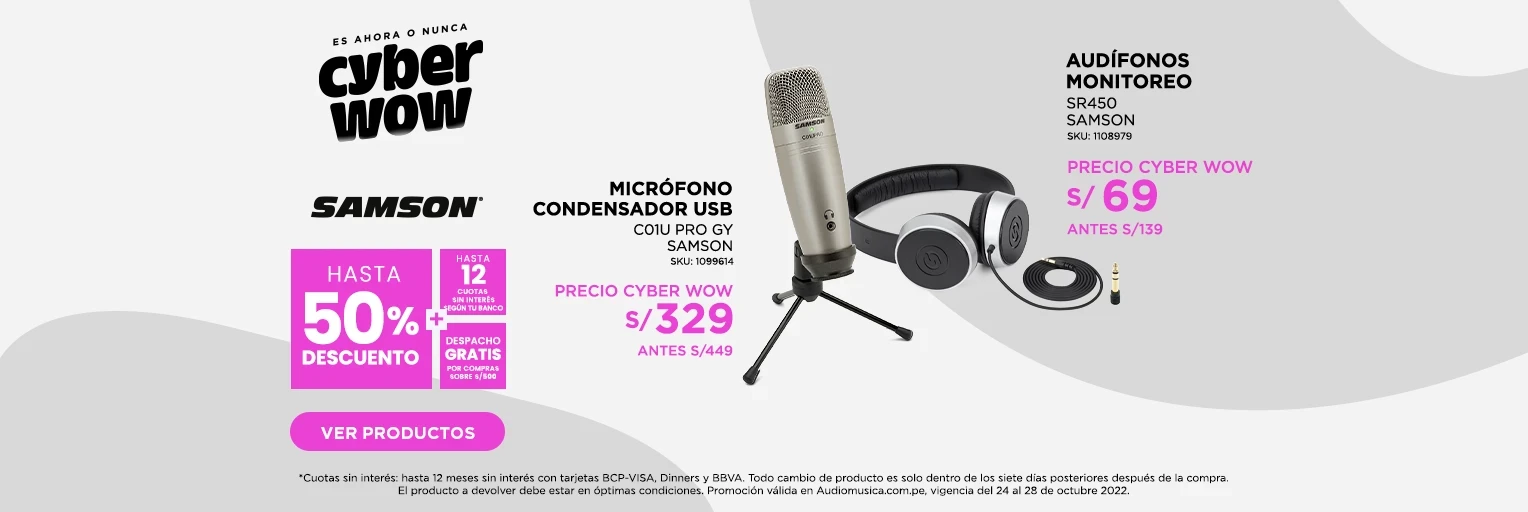 ES AHORA O NUNCA
cyber
wow
SAMSON
HASTA
50%
DESCUENTO
+
HASTA
12
CUOTAS
SIN INTERÉS
SEGÚN TU BANCO
DESPACHO
GRATIS
POR COMPRAS
SOBRE S/500
VER PRODUCTOS
MICRÓFONO
CONDENSADOR USB
C01U PRO GY
SAMSON
SKU: 1099614
PRECIO CYBER WOW
S/329
ANTES S/449
SAMSON
C01U PRO
AUDÍFONOS
MONITOREO
SR450
SAMSON
SKU: 1108979
PRECIO CYBER WOW
S/ 69
ANTES S/139
*Cuotas sin interés: hasta 12 meses sin interés con tarjetas BCP-VISA, Dinners y BBVA. Todo cambio de producto es solo dentro de los siete días posteriores después de la compra.
El producto a devolver debe estar en óptimas condiciones. Promoción válida en Audiomusica.com.pe, vigencia del 24 al 28 de octubre 2022.